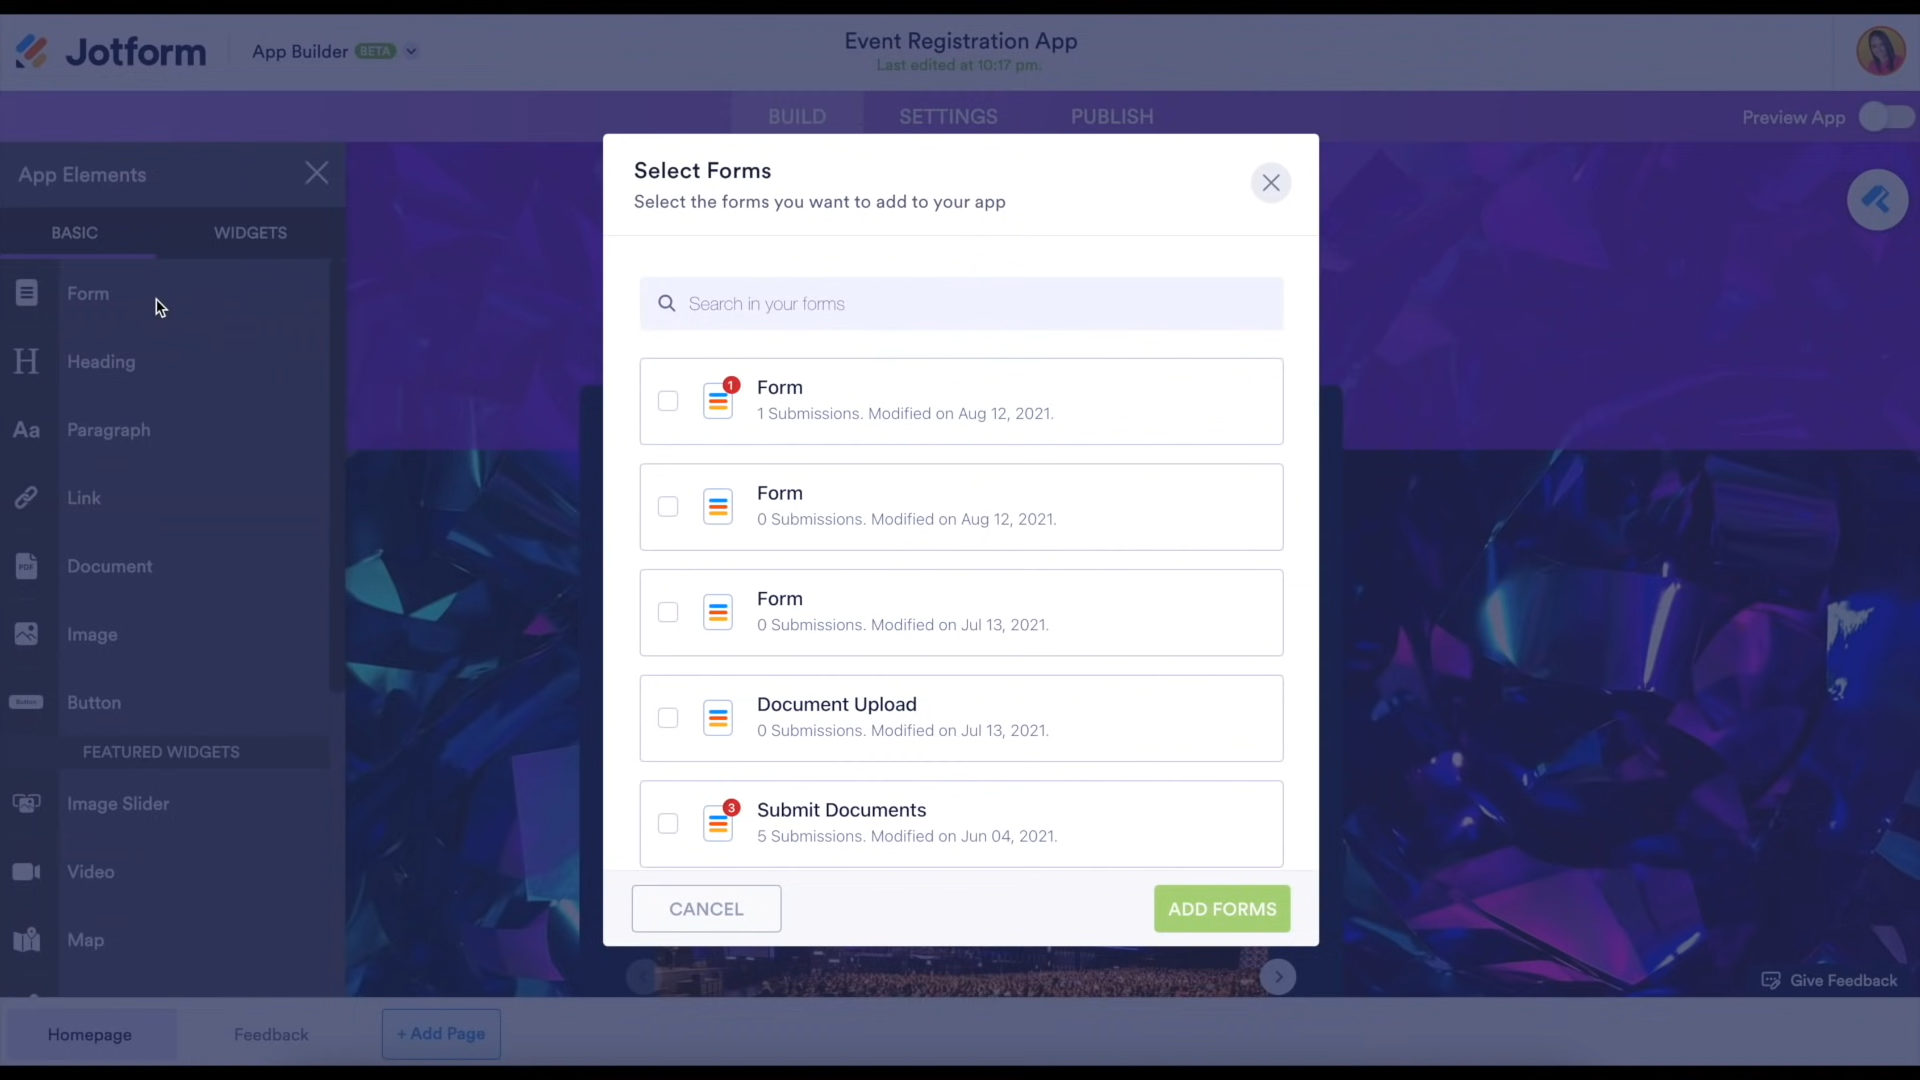 Jotform
App Builder BETA
Event Registration App
Last edited at 10:17 pm.
BUILD
SETTINGS
PUBLISH
Preview App
App Elements
BASIC
WIDGETS
Form
Heading
Paragraph
Link
Document
Image
Button
FEATURED WIDGETS
Image Slider
Video
Map
H
Aa
PDF
Button
Select Forms
Select the forms you want to add to your app
Search in your forms
1
Form
1 Submissions. Modified on Aug 12, 2021.
Form
0 Submissions. Modified on Aug 12, 2021.
Form
0 Submissions. Modified on Jul 13, 2021.
Document Upload
0 Submissions. Modified on Jul 13, 2021.
3
Submit Documents
5 Submissions. Modified on Jun 04, 2021.
CANCEL
ADD FORMS
Give Feedback
Homepage
Feedback
+ Add Page